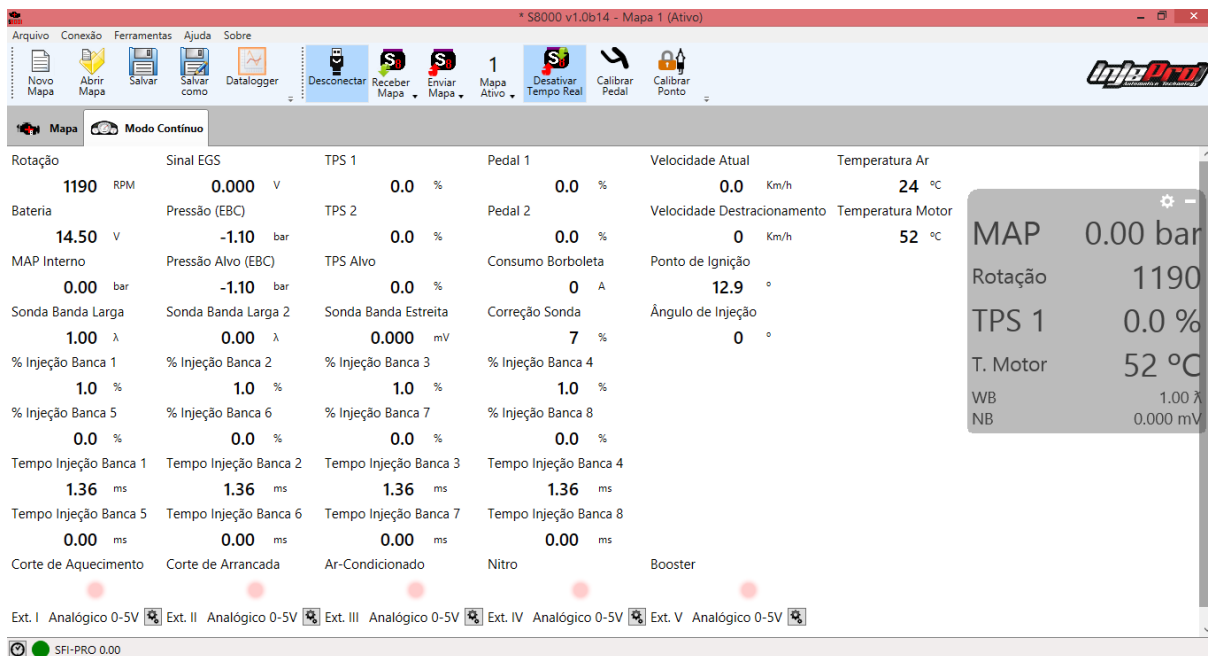 * S8000 v1.0b14 - Mapa 1 (Ativo)
Arquivo Conexão Ferramentas Ajuda Sobre
Novo Mapa Abrir Mapa Salvar Salvar como Datalogger Desconectar Receber Mapa Enviar Mapa 1 Mapa Ativo Desativar Tempo Real Calibrar Pedal Calibrar Ponto
InjePro
Automotive Technology
Mapa Modo Contínuo
Rotação Sinal EGS TPS 1 Pedal 1 Velocidade Atual Temperatura Ar
1190 RPM 0.000 V 0.0 % 0.0 % 0.0 Km/h 24 ºC
Bateria Pressão (EBC) TPS 2 Pedal 2 Velocidade Destracionamento Temperatura Motor
14.50 V -1.10 bar 0.0 % 0.0 % 0 Km/h 52 ºC
MAP Interno Pressão Alvo (EBC) TPS Alvo Consumo Borboleta Ponto de Ignição
0.00 bar -1.10 bar 0.0 % 0 A 12.9 °
Sonda Banda Larga Sonda Banda Larga 2 Sonda Banda Estreita Correção Sonda Ângulo de Injeção
1.00 λ 0.00 λ 0.000 mV 7 % 0 °
% Injeção Banca 1 % Injeção Banca 2 % Injeção Banca 3 % Injeção Banca 4
1.0 % 1.0 % 1.0 % 1.0 %
% Injeção Banca 5 % Injeção Banca 6 % Injeção Banca 7 % Injeção Banca 8
0.0 % 0.0 % 0.0 % 0.0 %
Tempo Injeção Banca 1 Tempo Injeção Banca 2 Tempo Injeção Banca 3 Tempo Injeção Banca 4
1.36 ms 1.36 ms 1.36 ms 1.36 ms
Tempo Injeção Banca 5 Tempo Injeção Banca 6 Tempo Injeção Banca 7 Tempo Injeção Banca 8
0.00 ms 0.00 ms 0.00 ms 0.00 ms
Corte de Aquecimento Corte de Arrancada Ar-Condicionado Nitro Booster
Ext. I Analógico 0-5V Ext. II Analógico 0-5V Ext. III Analógico 0-5V Ext. IV Analógico 0-5V Ext. V Analógico 0-5V
MAP 0.00 bar
Rotação 1190
TPS 1 0.0 %
T. Motor 52 ºC
WB 1.00 λ
NB 0.000 mV
SFI-PRO 0.00